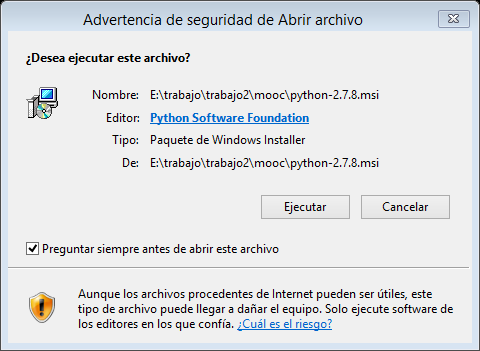 Advertencia de seguridad de Abrir archivo
¿Desea ejecutar este archivo?
Nombre: E:\trabajo\trabajo2\mooc\python-2.7.8.msi
Editor: Python Software Foundation
Tipo: Paquete de Windows Installer
De: E:\trabajo\trabajo2\mooc\python-2.7.8.msi
Ejecutar Cancelar
Preguntar siempre antes de abrir este archivo
Aunque los archivos procedentes de Internet pueden ser útiles, este
tipo de archivo puede llegar a dañar el equipo. Solo ejecute software de
los editores en los que confía. ¿Cuál es el riesgo?